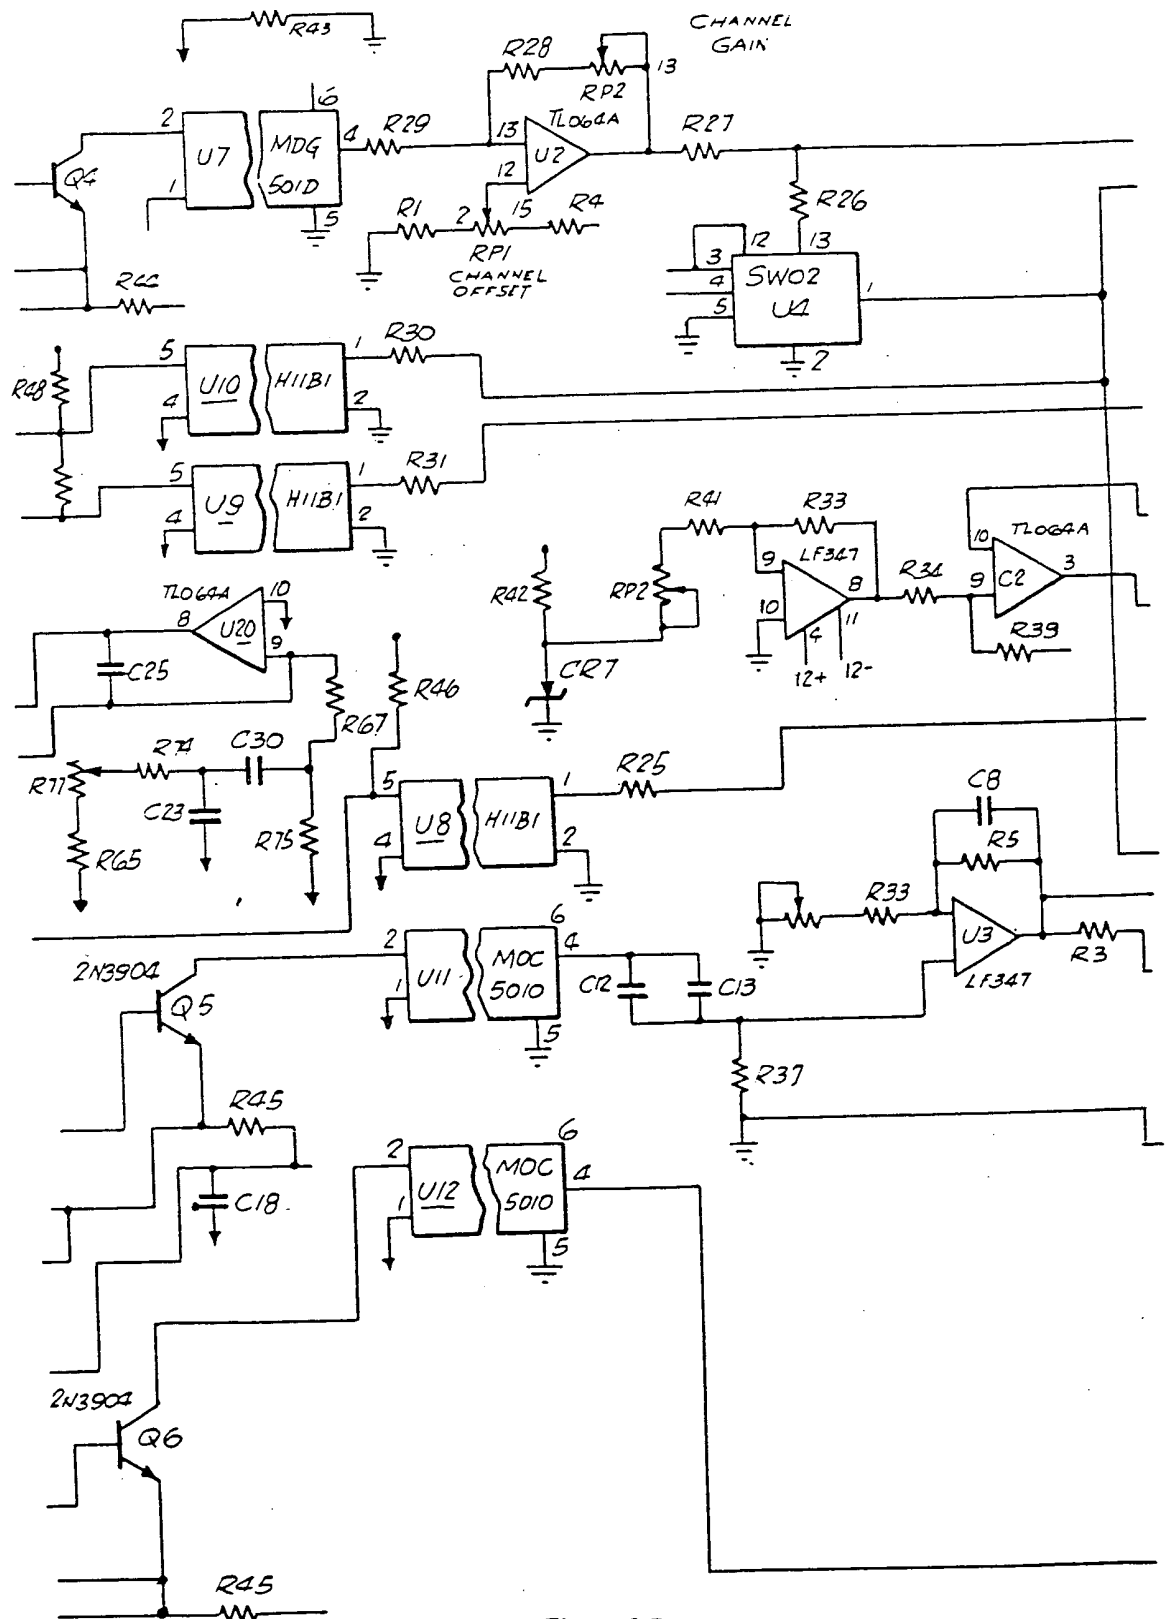 R43
CHANNEL
GAIN
R28
13
RP2
6
2
U7
MDG
501D
4
R29
TL064A
13
U2
12
R27
Q4
1
5
R1
2
15
R4
RP1
CHANNEL
OFFSET
R26
12
13
3
4
5
SW02
U4
1
2
R44
R48
5
4
U10
H11B1
1
2
R30
5
4
U9
H11B1
1
2
R31
R41
R33
LF347
9
10
8
4
11
12+
12-
R34
TL064A
10
9
C2
3
R39
R42
RP2
CR7
TL064A
8
U20
10
9
C25
R67
R46
R74
C30
R77
C23
R75
R65
5
4
U8
H11B1
1
2
R25
C8
R5
R33
U3
LF347
R3
2N3904
Q5
2
1
U11
MOC
5010
6
4
5
C12
C13
R37
R45
C18
2
1
U12
MOC
5010
6
4
5
2N3904
Q6
R45